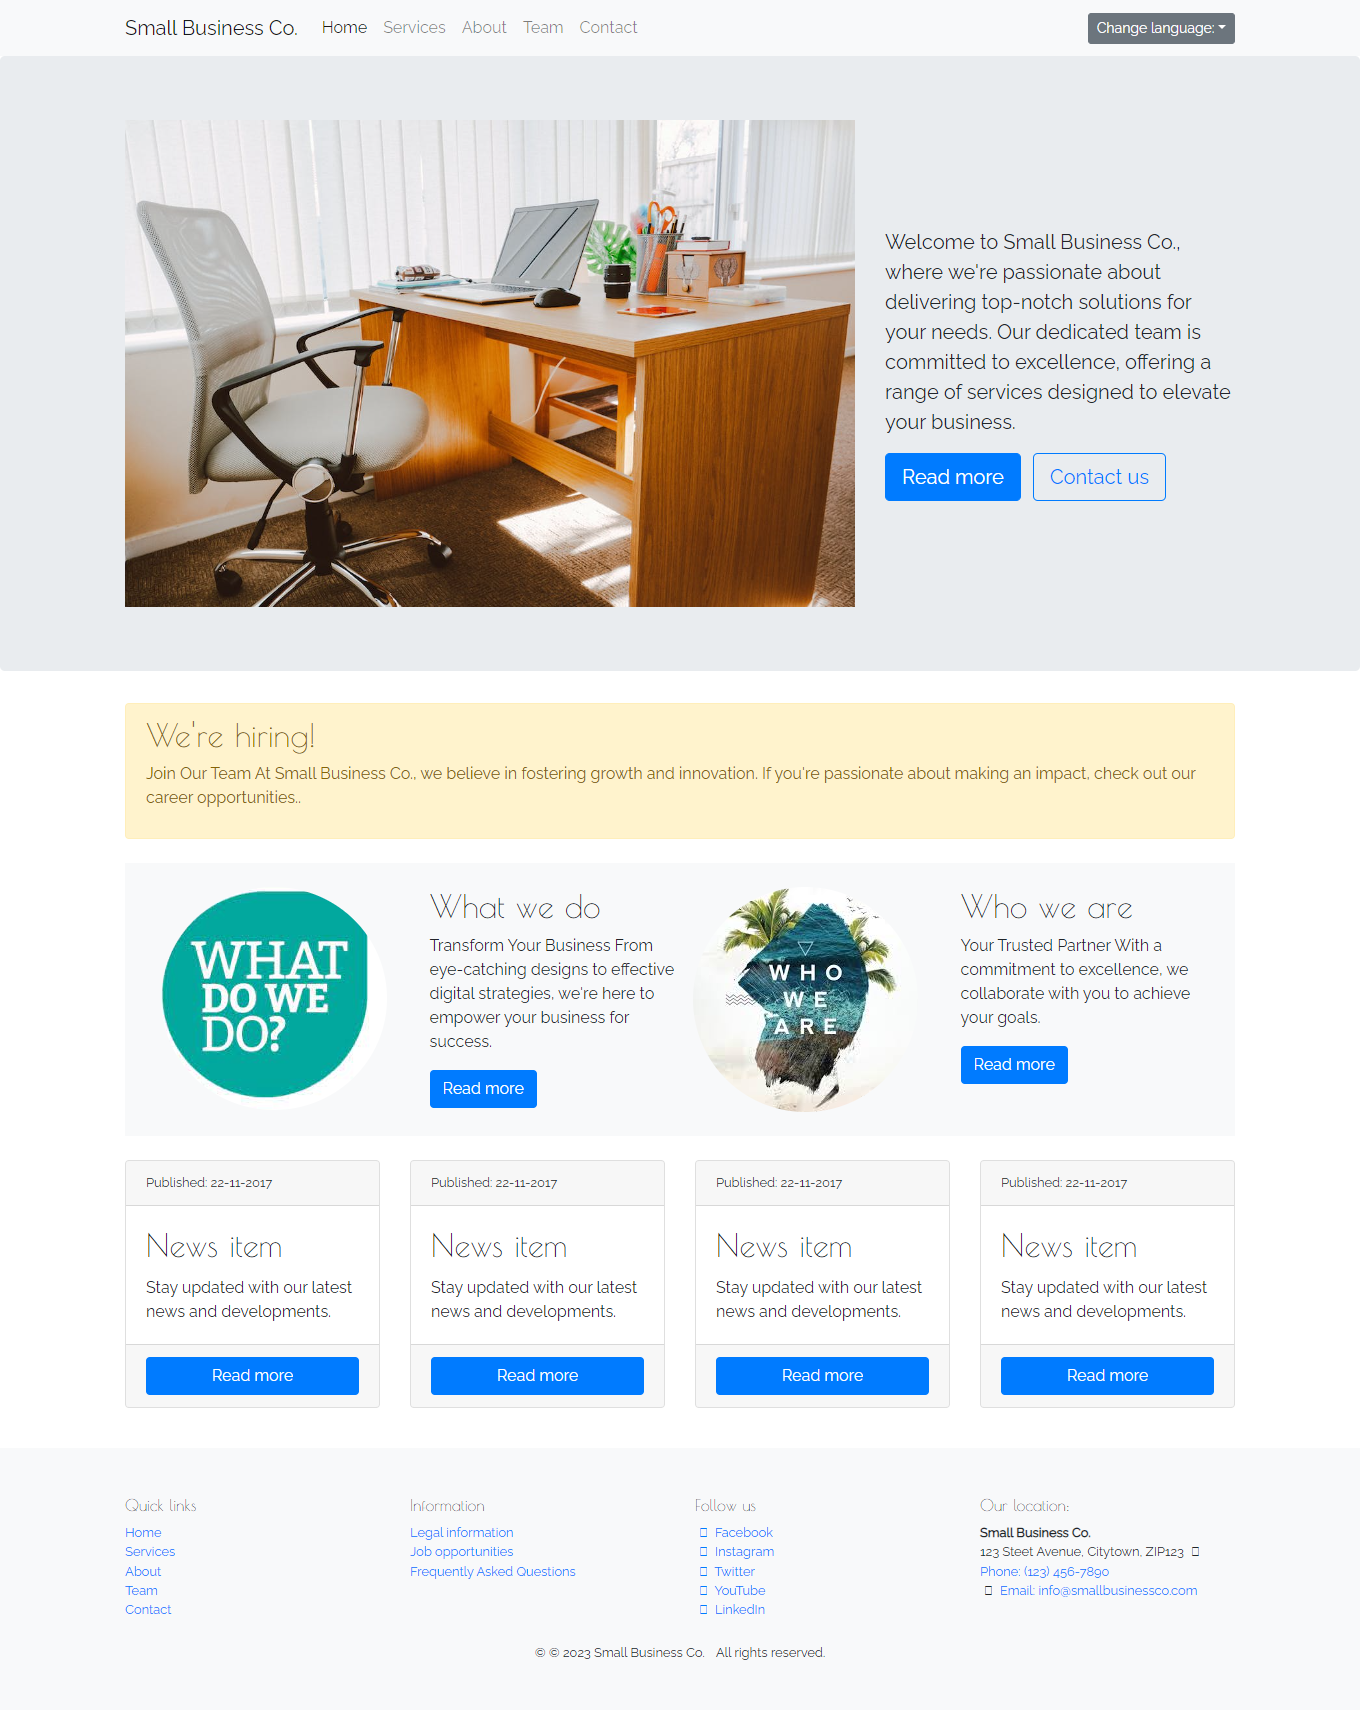 Small Business Co. Home Services About Team Contact Change language:
Welcome to Small Business Co.,
where we're passionate about
delivering top-notch solutions for
your needs. Our dedicated team is
committed to excellence, offering a
range of services designed to elevate
your business.
Read more Contact us
We're hiring!
Join Our Team At Small Business Co., we believe in fostering growth and innovation. If you're passionate about making an impact, check out our
career opportunities..
WHAT
DO WE
DO?
What we do
Transform Your Business From
eye-catching designs to effective
digital strategies, we're here to
empower your business for
success.
Read more
WHO
WE
ARE
Who we are
Your Trusted Partner With a
commitment to excellence, we
collaborate with you to achieve
your goals.
Read more
Published: 22-11-2017
News item
Stay updated with our latest
news and developments.
Read more
Published: 22-11-2017
News item
Stay updated with our latest
news and developments.
Read more
Published: 22-11-2017
News item
Stay updated with our latest
news and developments.
Read more
Published: 22-11-2017
News item
Stay updated with our latest
news and developments.
Read more
Quick links
Home
Services
About
Team
Contact
Information
Legal information
Job opportunities
Frequently Asked Questions
Follow us
Facebook
Instagram
Twitter
YouTube
LinkedIn
Our location:
Small Business Co.
123 Steet Avenue, Citytown, ZIP123
Phone: (123) 456-7890
Email: info@smallbusinessco.com
© © 2023 Small Business Co. All rights reserved.